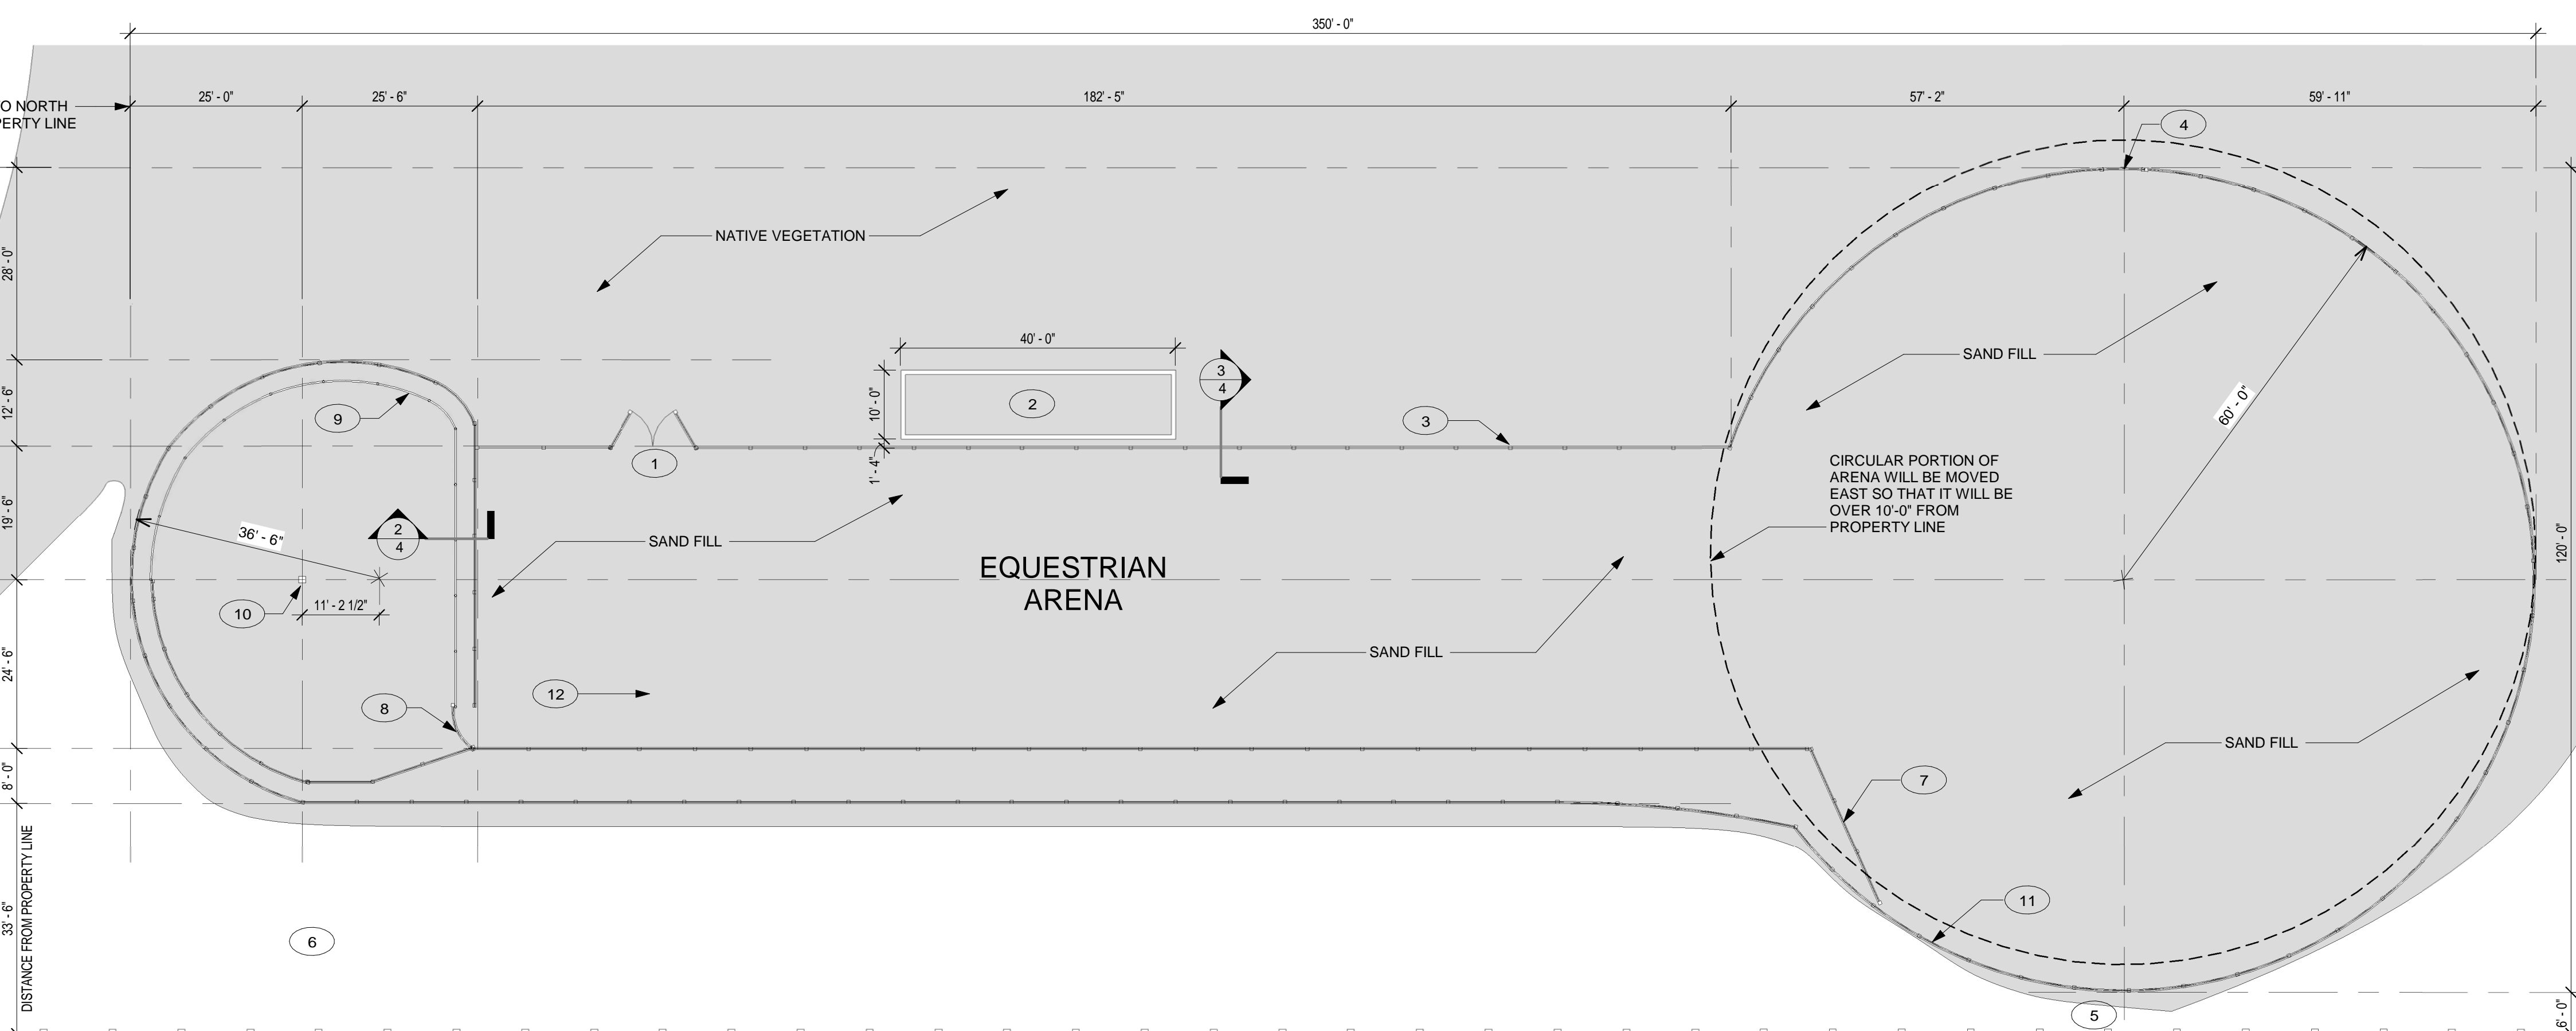 350' - 0"
25' - 0"
25' - 6"
182' - 5"
57' - 2"
59' - 11"
O NORTH
PERTY LINE
4
28' - 0"
NATIVE VEGETATION
40' - 0"
SAND FILL
3
4
2
10' - 0"
60' - 0"
12' - 6"
9
3
1
1' - 4"
CIRCULAR PORTION OF
ARENA WILL BE MOVED
EAST SO THAT IT WILL BE
OVER 10'-0" FROM
PROPERTY LINE
19' - 6"
36' - 6"
2
4
SAND FILL
EQUESTRIAN
ARENA
120' - 0"
10
11' - 2 1/2"
SAND FILL
24' - 6"
12
8
SAND FILL
8' - 0"
7
33' - 6"
DISTANCE FROM PROPERTY LINE
11
6
5
6' - 0"